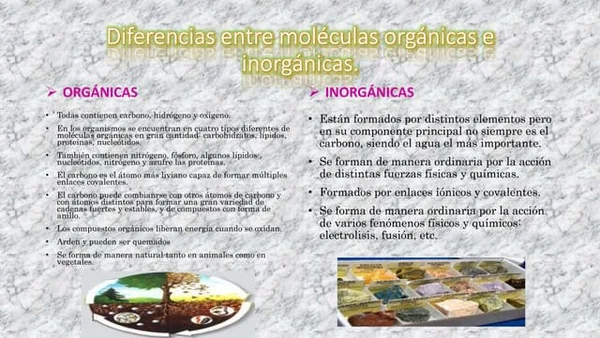 Diferencias entre moléculas orgánicas e
inorgánicas.
ORGÁNICAS
Todas contienen carbono, hidrógeno y oxigeno.
En los organismos se encuentran en cuatro tipos diferentes de
moléculas orgánicas en gran cantidad: carbohidratos, lípidos,
proteínas, nucleótidos.
También contienen nitrógeno, fósforo, algunos lípidos,
nucleótidos, nitrógeno y azufre las proteínas.
El carbono es el átomo más liviano capaz de formar múltiples
enlaces covalentes.
El carbono puede combianrse con otros átomos de carbono y
con átomos distintos para formar una gran variedad de
cadenas fuertes y estables, y de compuestos con forma de
anillo.
Los compuestos orgánicos liberan energía cuando se oxidan.
Arden y pueden ser quemados
Se forma de manera natural tanto en animales como en
vegetales.
INORGÁNICAS
Están formados por distintos elementos pero
en su componente principal no siempre es el
carbono, siendo el agua el más importante.
Se forman de manera ordinaria por la acción
de distintas fuerzas físicas y químicas.
Formados por enlaces iónicos y covalentes.
Se forma de manera ordinaria por la acción
de varios fenómenos físicos y químicos:
electrolisis, fusión, etc.